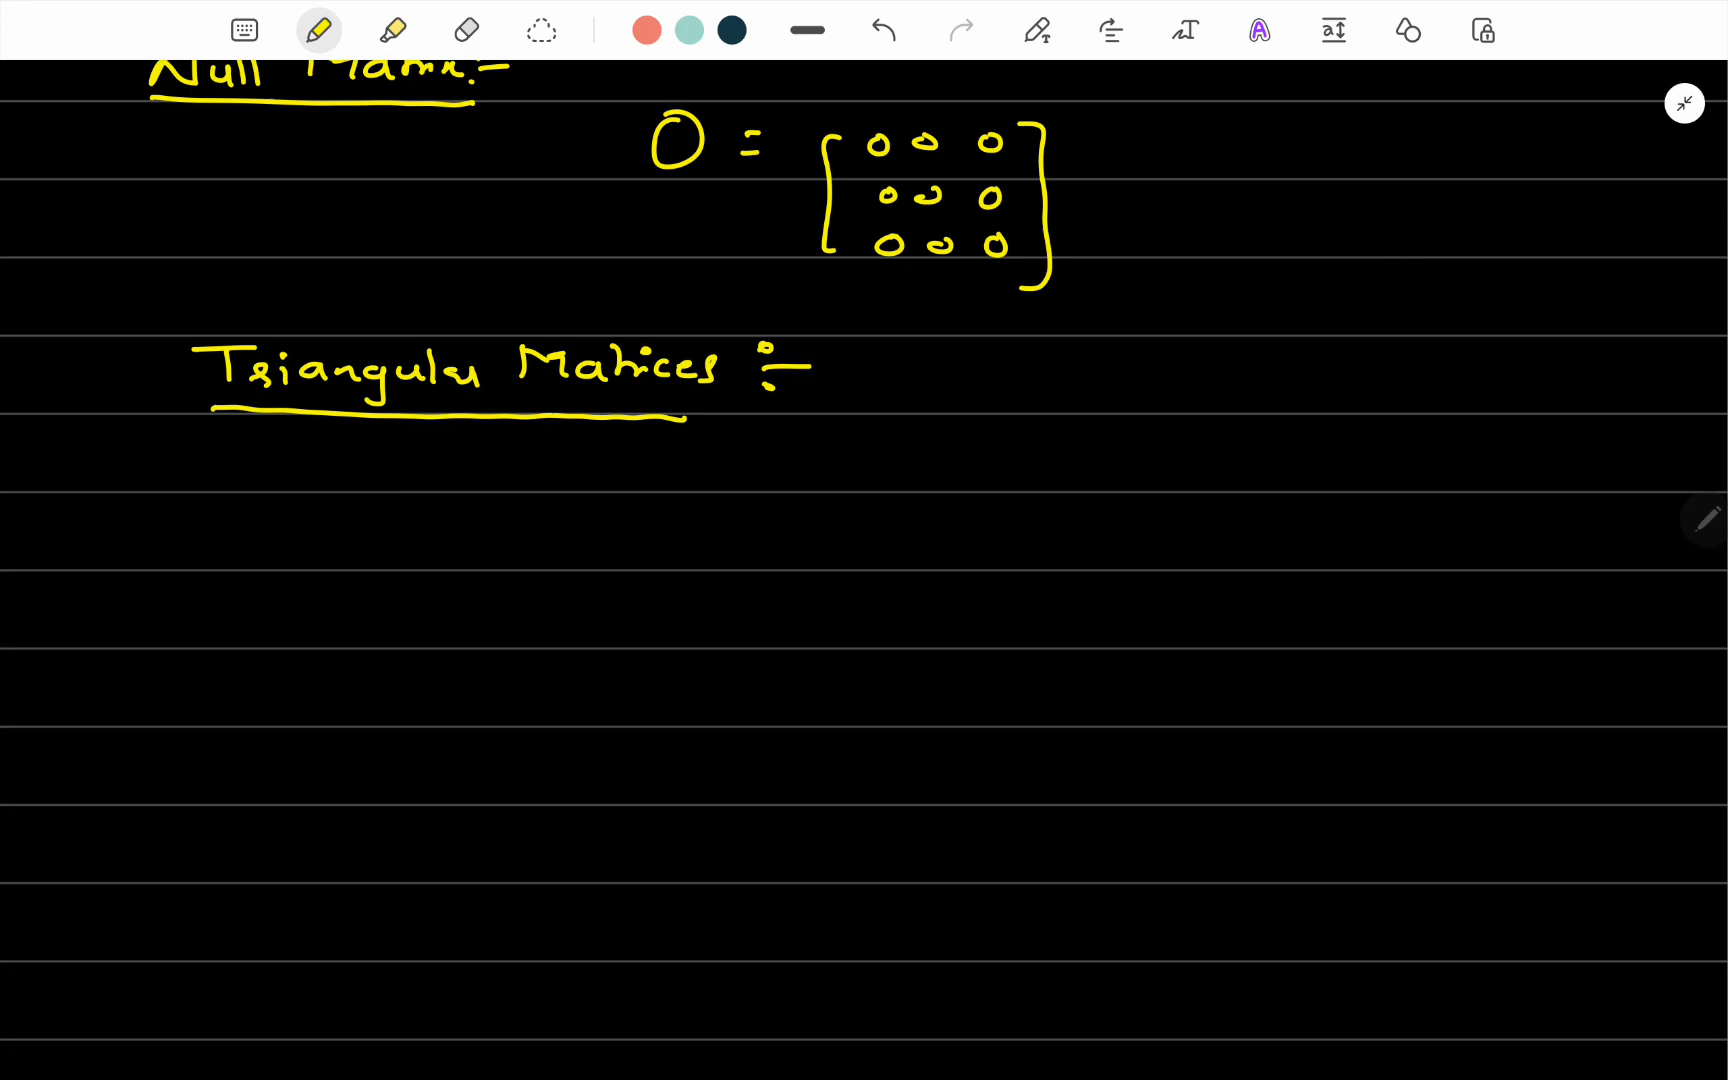 Null Matrix:-
O = [ 0 0 0
0 0 0
0 0 0 ]
Triangular Matrices :-